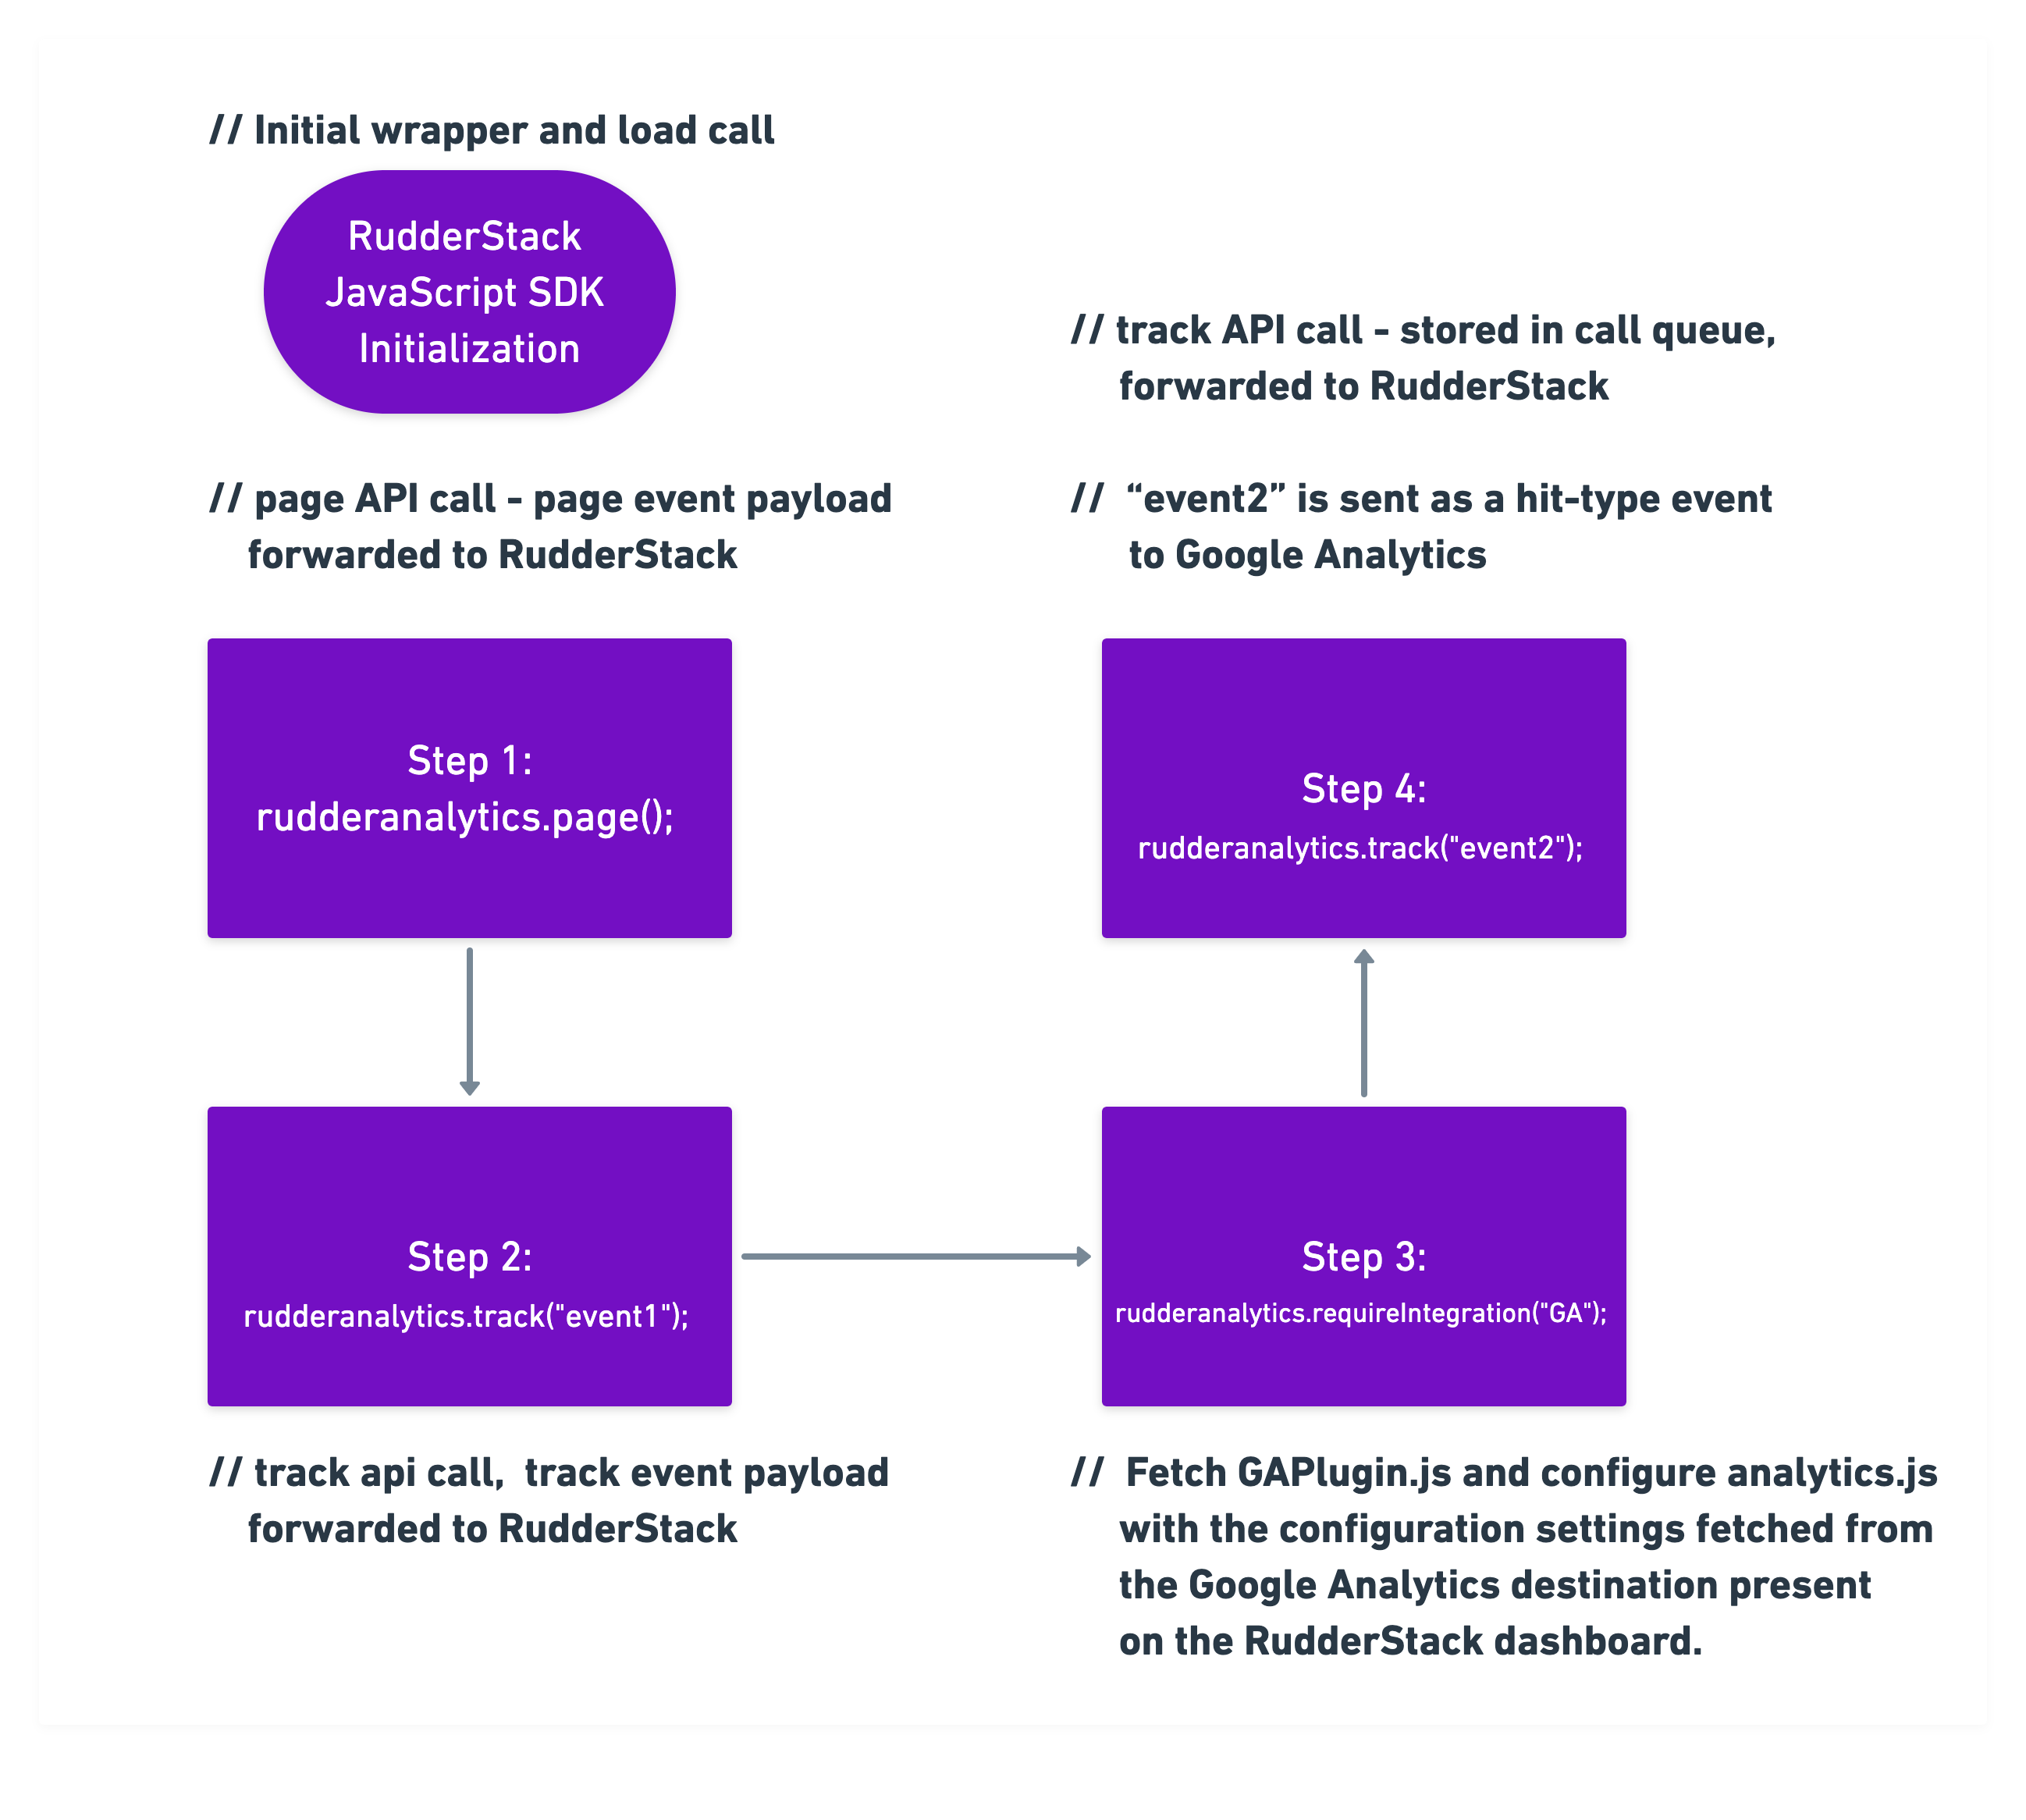 // Initial wrapper and load call
RudderStack
JavaScript SDK
Initialization
// page API call - page event payload
forwarded to RudderStack
Step 1:
rudderanalytics.page();
Step 2:
rudderanalytics.track("event1");
// track api call, track event payload
forwarded to RudderStack
// track API call - stored in call queue,
forwarded to RudderStack
// “event2” is sent as a hit-type event
to Google Analytics
Step 4:
rudderanalytics.track("event2");
Step 3:
rudderanalytics.requireIntegration("GA");
// Fetch GAPlugin.js and configure analytics.js
with the configuration settings fetched from
the Google Analytics destination present
on the RudderStack dashboard.